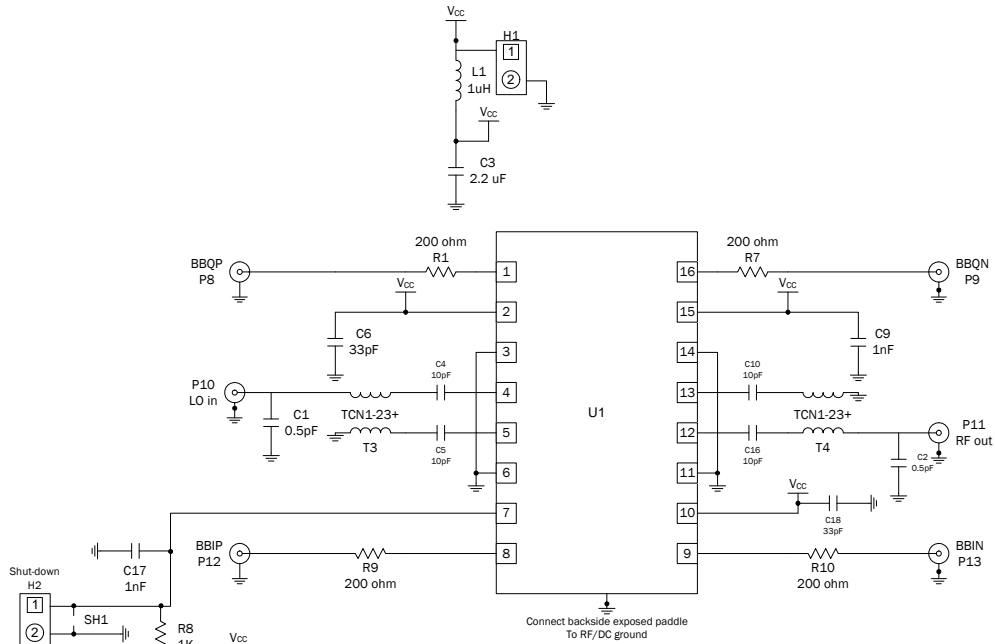 Vcc
H1
1
L1
1uH
2
Vcc
C3
2.2 uF
200 ohm
R1
200 ohm
R7
BBQP
P8
1
16
BBQN
P9
Vcc
Vcc
2
15
C6
33pF
C9
1nF
3
14
P10
LO in
C4
10pF
4
13
C10
10pF
C1
0.5pF
TCN1-23+
T3
5
C5
10pF
U1
12
C16
10pF
TCN1-23+
T4
P11
RF out
C2
0.5pF
6
11
7
10
Vcc
C18
33pF
BBIP
P12
8
9
BBIN
P13
R9
200 ohm
R10
200 ohm
C17
1nF
Shut-down
H2
1
SH1
2
R8
1K
Vcc
Connect backside exposed paddle
To RF/DC ground